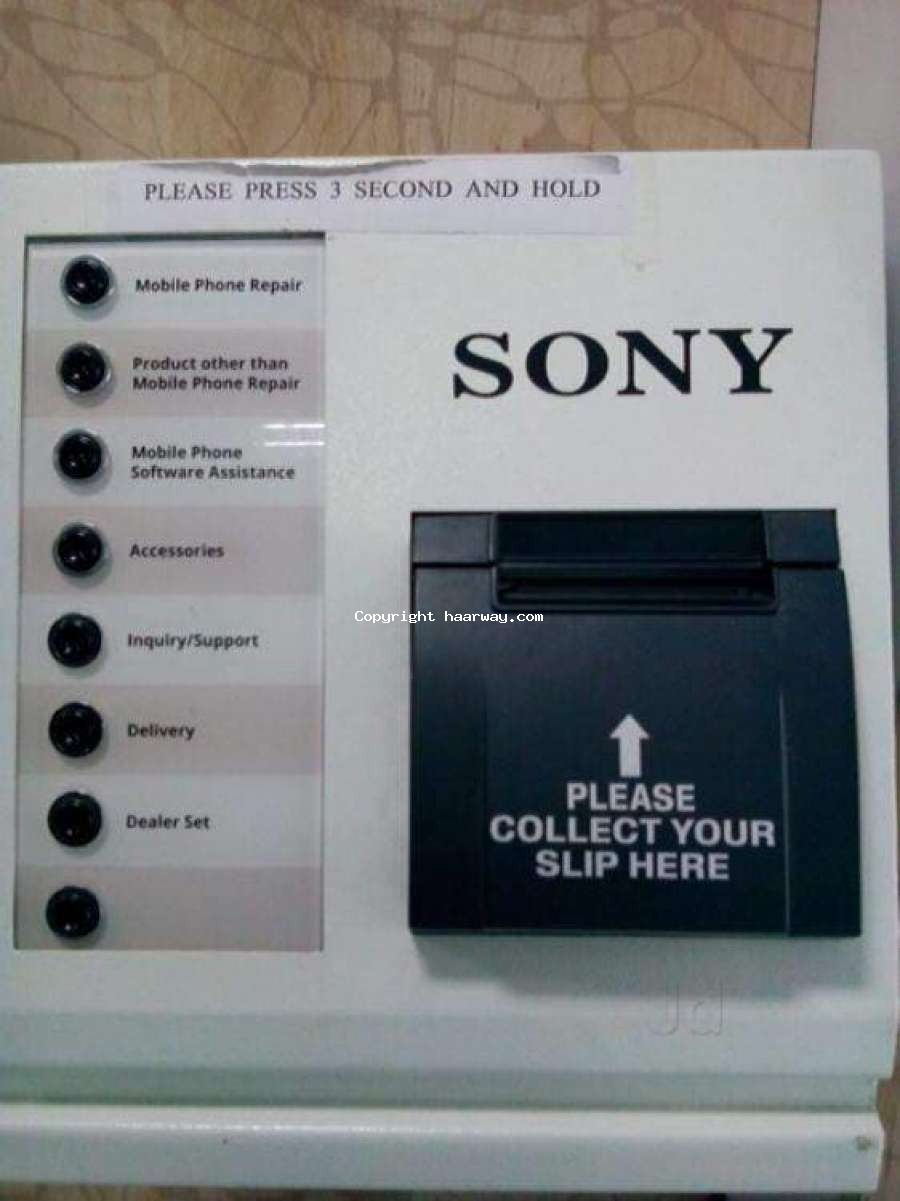 PLEASE PRESS 3 SECOND AND HOLD
Mobile Phone Repair
Product other than
Mobile Phone Repair
Mobile Phone
Software Assistance
Accessories
Inquiry/Support
Delivery
Dealer Set
SONY
Copyright haarway.com
PLEASE
COLLECT YOUR
SLIP HERE
Jd